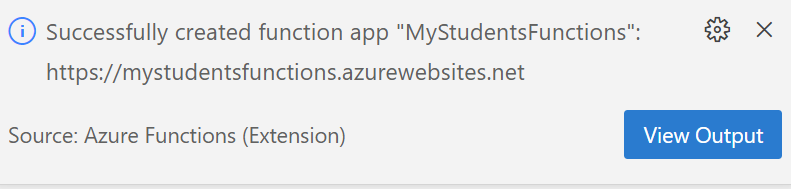 Successfully created function app "MyStudentsFunctions":
https://mystudentsfunctions.azurewebsites.net
Source: Azure Functions (Extension)
View Output